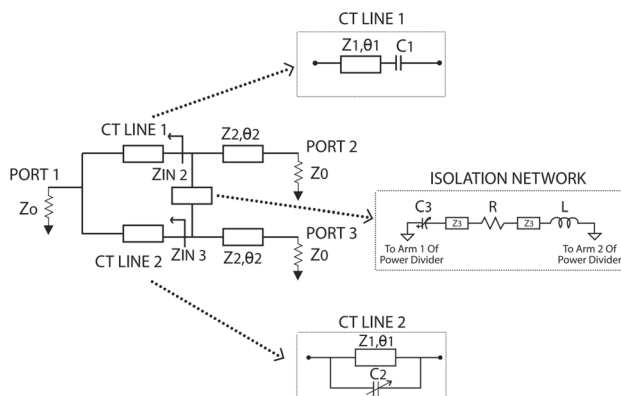 CT LINE 1
Z1,θ1 C1
CT LINE 1
Z2,θ2
PORT 2
PORT 1
ZIN 2
Z0
Zo
ISOLATION NETWORK
C3 R L
Z3 Z3
To Arm 1 Of
Power Divider
To Arm 2 Of
Power Divider
PORT 3
CT LINE 2
ZIN 3
Z2,θ2
Z0
CT LINE 2
Z1,θ1
C2